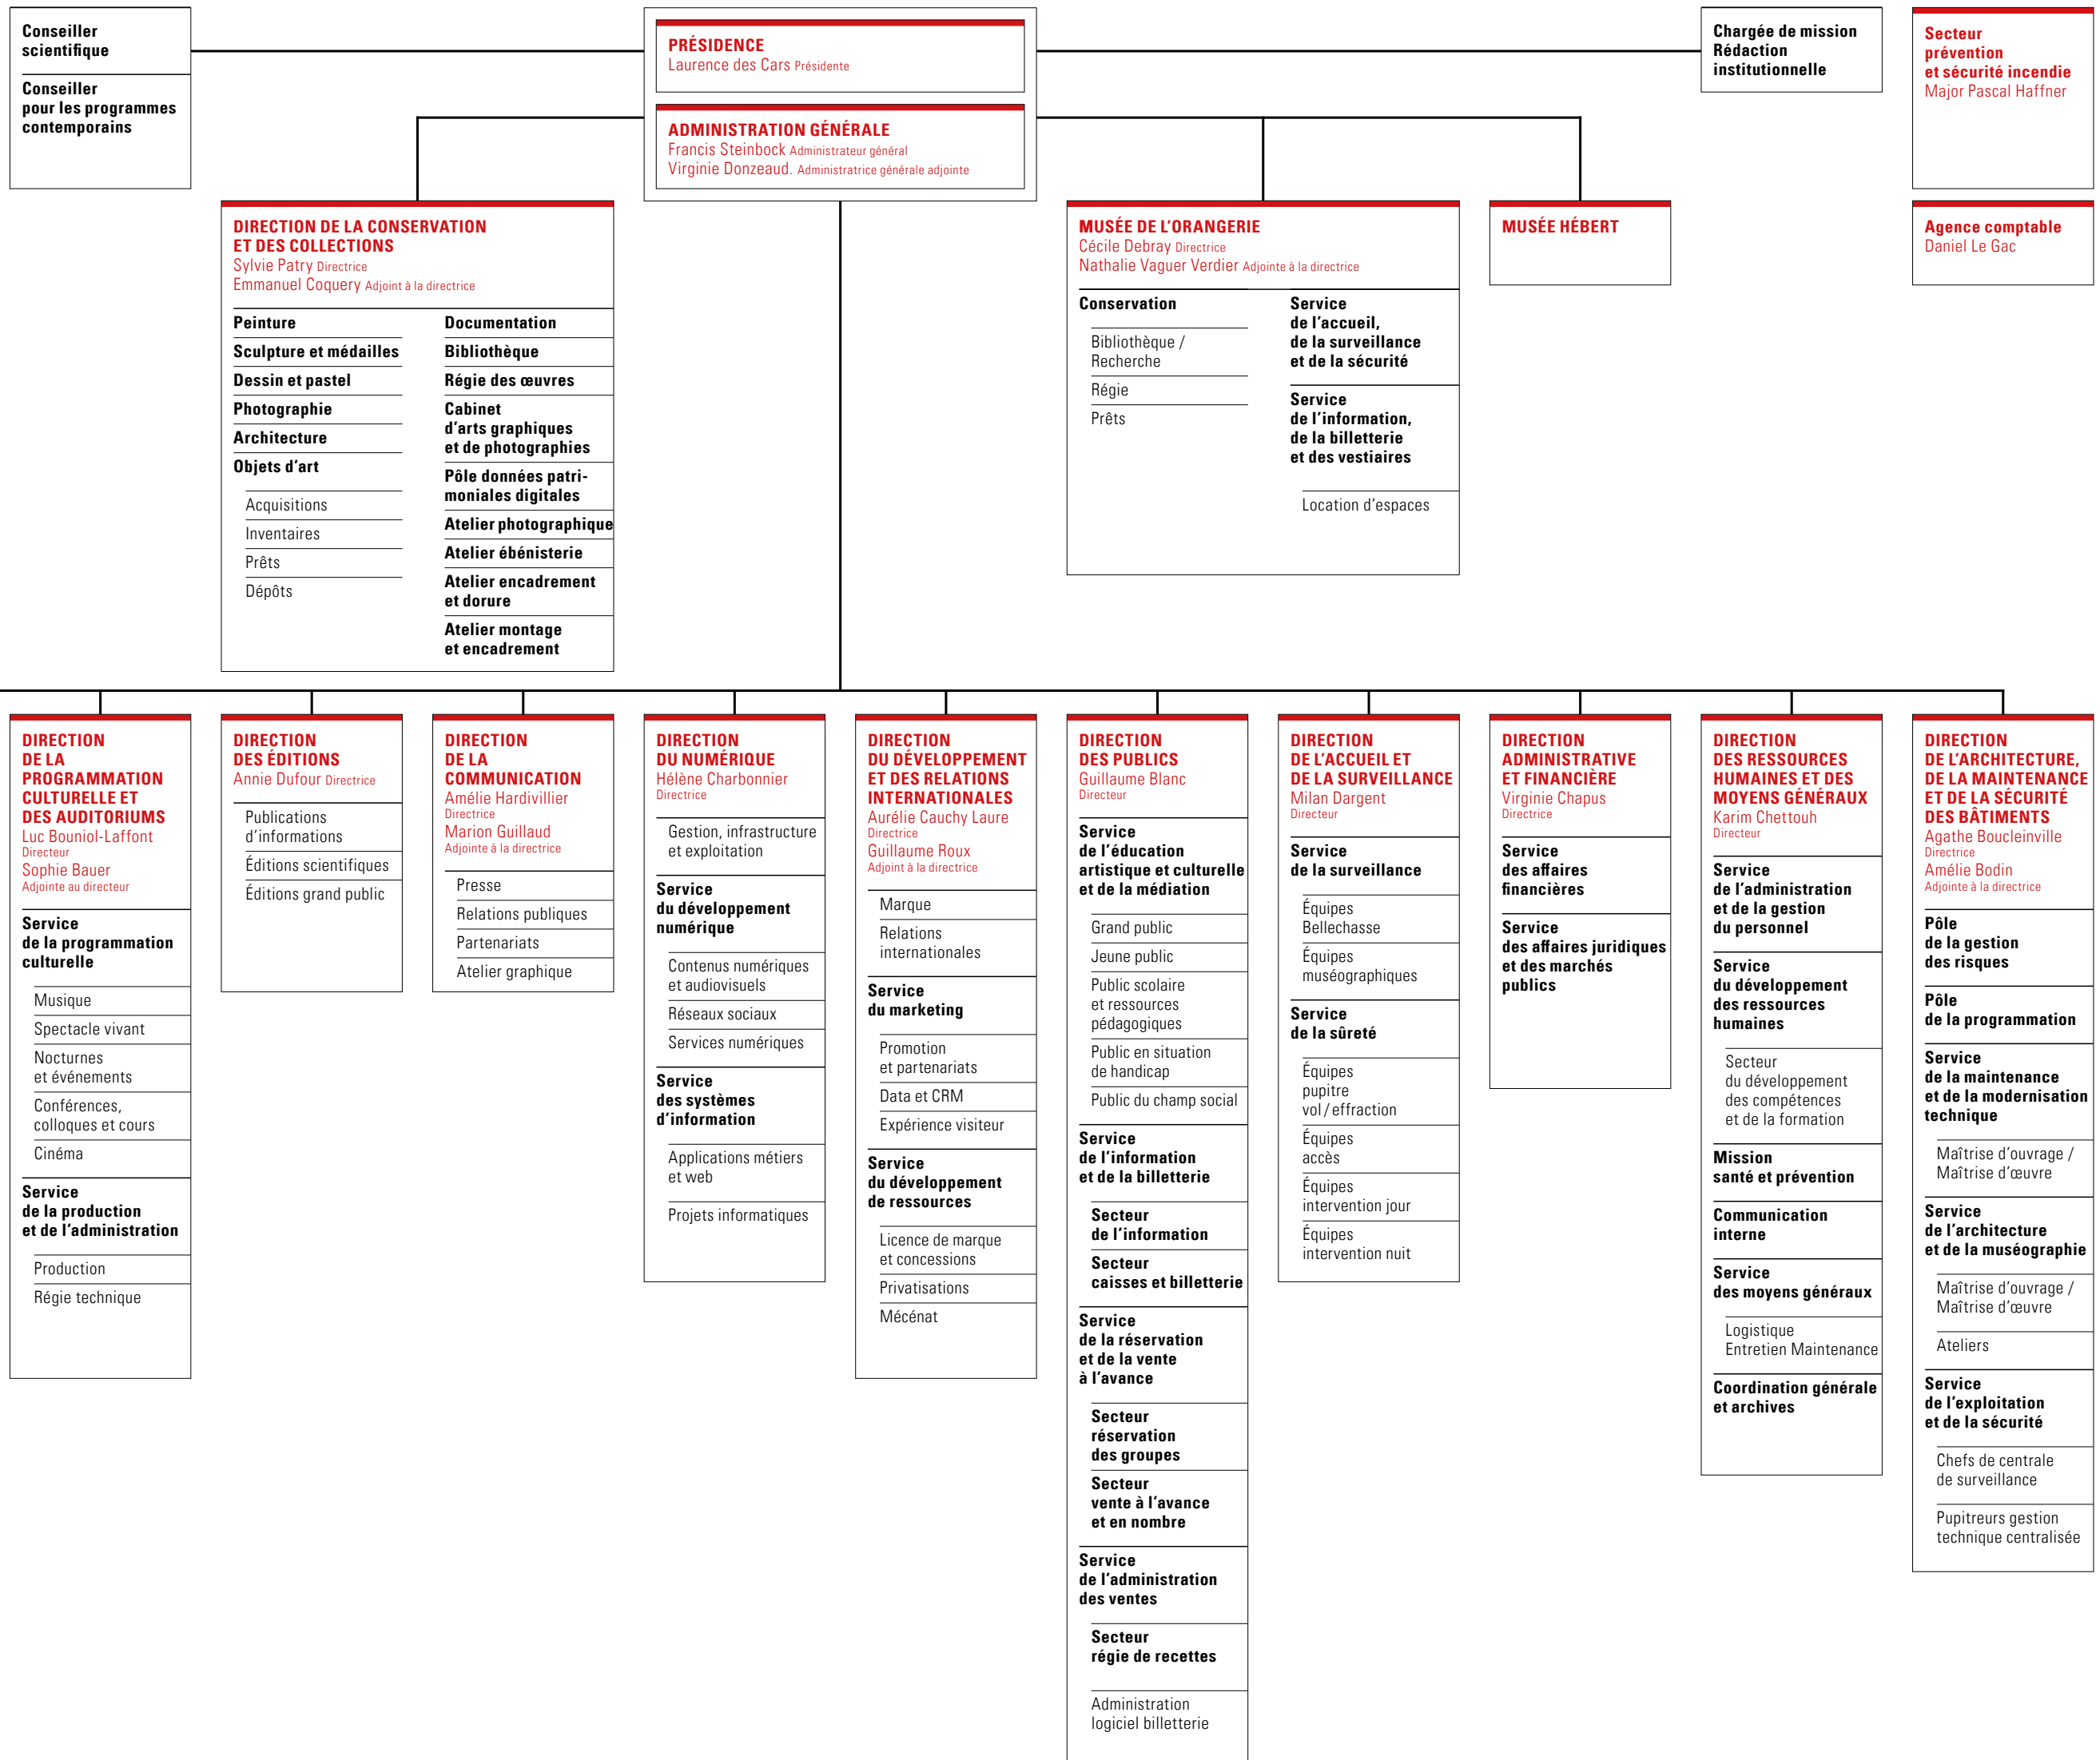 Conseiller
scientifique
Conseiller
pour les programmes
contemporains
PRÉSIDENCE
Laurence des Cars Présidente
ADMINISTRATION GÉNÉRALE
Francis Steinbock Administrateur général
Virginie Donzeaud. Administratrice générale adjointe
Chargée de mission
Rédaction
institutionnelle
Secteur
prévention
et sécurité incendie
Major Pascal Haffner
DIRECTION DE LA CONSERVATION
ET DES COLLECTIONS
Sylvie Patry Directrice
Emmanuel Coquery Adjoint à la directrice
Peinture
Sculpture et médailles
Dessin et pastel
Photographie
Architecture
Objets d'art
Acquisitions
Inventaires
Prêts
Dépôts
Documentation
Bibliothèque
Régie des œuvres
Cabinet
d'arts graphiques
et de photographies
Pôle données patri-
moniales digitales
Atelier photographique
Atelier ébénisterie
Atelier encadrement
et dorure
Atelier montage
et encadrement
MUSÉE DE L'ORANGERIE
Cécile Debray Directrice
Nathalie Vaguer Verdier Adjointe à la directrice
Conservation
Bibliothèque /
Recherche
Régie
Prêts
Service
de l'accueil,
de la surveillance
et de la sécurité
Service
de l'information,
de la billetterie
et des vestiaires
Location d'espaces
MUSÉE HÉBERT
Agence comptable
Daniel Le Gac
DIRECTION
DE LA
PROGRAMMATION
CULTURELLE ET
DES AUDITORIUMS
Luc Bouniol-Laffont
Directeur
Sophie Bauer
Adjointe au directeur
Service
de la programmation
culturelle
Musique
Spectacle vivant
Nocturnes
et événements
Conférences,
colloques et cours
Cinéma
Service
de la production
et de l'administration
Production
Régie technique
DIRECTION
DES ÉDITIONS
Annie Dufour Directrice
Publications
d'informations
Éditions scientifiques
Éditions grand public
DIRECTION
DE LA
COMMUNICATION
Amélie Hardivillier
Directrice
Marion Guillaud
Adjointe à la directrice
Presse
Relations publiques
Partenariats
Atelier graphique
DIRECTION
DU NUMÉRIQUE
Hélène Charbonnier
Directrice
Gestion, infrastructure
et exploitation
Service
du développement
numérique
Contenus numériques
et audiovisuels
Réseaux sociaux
Services numériques
Service
des systèmes
d'information
Applications métiers
et web
Projets informatiques
DIRECTION
DU DÉVELOPPEMENT
ET DES RELATIONS
INTERNATIONALES
Aurélie Cauchy Laure
Directrice
Guillaume Roux
Adjoint à la directrice
Marque
Relations
internationales
Service
du marketing
Promotion
et partenariats
Data et CRM
Expérience visiteur
Service
du développement
de ressources
Licence de marque
et concessions
Privatisations
Mécénat
DIRECTION
DES PUBLICS
Guillaume Blanc
Directeur
Service
de l'éducation
artistique et culturelle
et de la médiation
Grand public
Jeune public
Public scolaire
et ressources
pédagogiques
Public en situation
de handicap
Public du champ social
Service
de l'information
et de la billetterie
Secteur
de l'information
Secteur
caisses et billetterie
Service
de la réservation
et de la vente
à l'avance
Secteur
réservation
des groupes
Secteur
vente à l'avance
et en nombre
Service
de l'administration
des ventes
Secteur
régie de recettes
Administration
logiciel billetterie
DIRECTION
DE L'ACCUEIL ET
DE LA SURVEILLANCE
Milan Dargent
Directeur
Service
de la surveillance
Équipes
Bellechasse
Équipes
muséographiques
Service
de la sûreté
Équipes
pupitre
vol / effraction
Équipes
accès
Équipes
intervention jour
Équipes
intervention nuit
DIRECTION
ADMINISTRATIVE
ET FINANCIÈRE
Virginie Chapus
Directrice
Service
des affaires
financières
Service
des affaires juridiques
et des marchés
publics
DIRECTION
DES RESSOURCES
HUMAINES ET DES
MOYENS GÉNÉRAUX
Karim Chettouh
Directeur
Service
de l'administration
et de la gestion
du personnel
Service
du développement
des ressources
humaines
Secteur
du développement
des compétences
et de la formation
Mission
santé et prévention
Communication
interne
Service
des moyens généraux
Logistique
Entretien Maintenance
Coordination générale
et archives
DIRECTION
DE L'ARCHITECTURE,
DE LA MAINTENANCE
ET DE LA SÉCURITÉ
DES BÂTIMENTS
Agathe Boucleinville
Directrice
Amélie Bodin
Adjointe à la directrice
Pôle
de la gestion
des risques
Pôle
de la programmation
Service
de la maintenance
et de la modernisation
technique
Maîtrise d'ouvrage /
Maîtrise d'œuvre
Service
de l'architecture
et de la muséographie
Maîtrise d'ouvrage /
Maîtrise d'œuvre
Ateliers
Service
de l'exploitation
et de la sécurité
Chefs de centrale
de surveillance
Pupitreurs gestion
technique centralisée